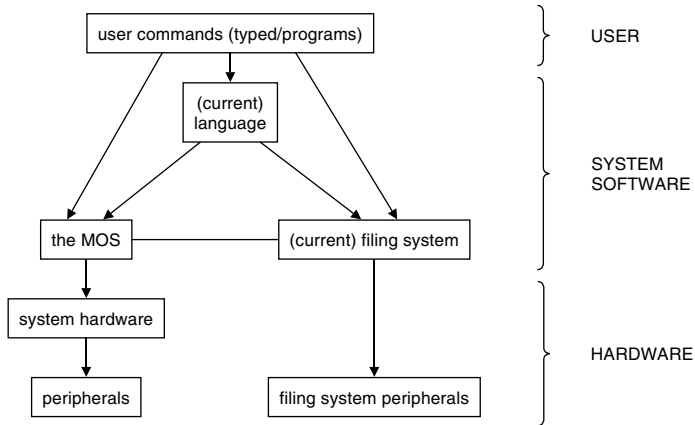 user commands (typed/programs)
USER
(current)
language
SYSTEM
SOFTWARE
the MOS
(current) filing system
system hardware
HARDWARE
peripherals
filing system peripherals